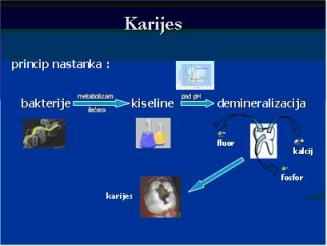 Karijes
princip nastanka :
bakterije metabolizam šećera kiseline pad pH demineralizacija
fluor
kalcij
fosfor
karijes